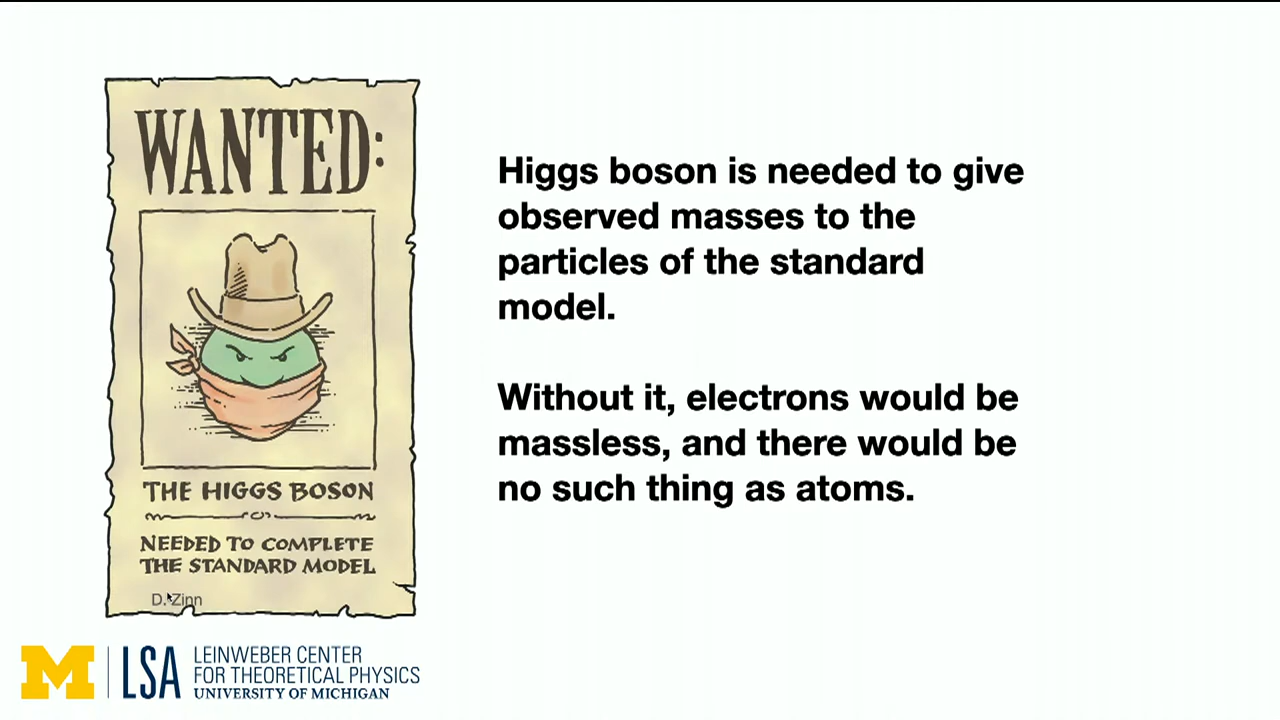 WANTED:
THE HIGGS BOSON
NEEDED TO COMPLETE
THE STANDARD MODEL
D. Zinn
Higgs boson is needed to give
observed masses to the
particles of the standard
model.
Without it, electrons would be
massless, and there would be
no such thing as atoms.
M
LSA
LEINWEBER CENTER
FOR THEORETICAL PHYSICS
UNIVERSITY OF MICHIGAN